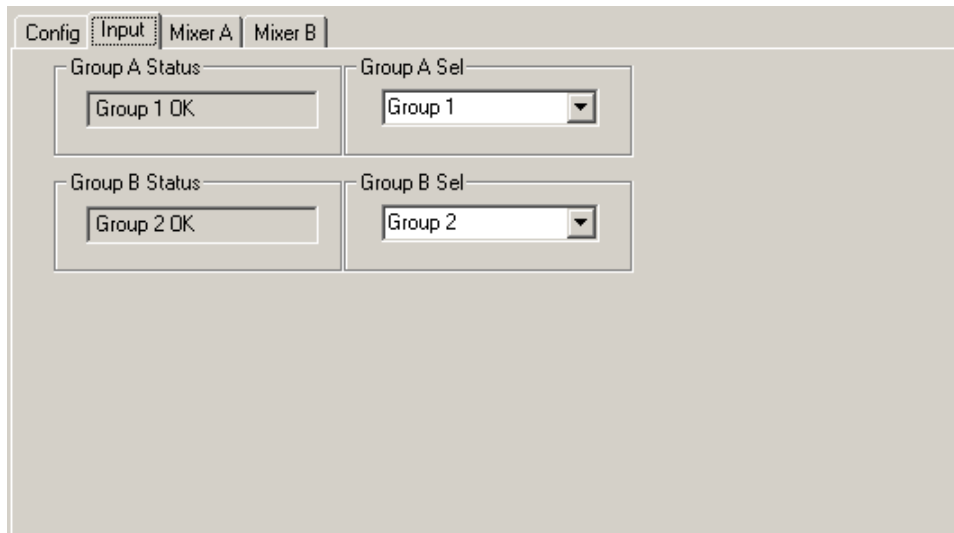 Config Input Mixer A Mixer B
Group A Status Group A Sel
Group 1 OK Group 1
Group B Status Group B Sel
Group 2 OK Group 2